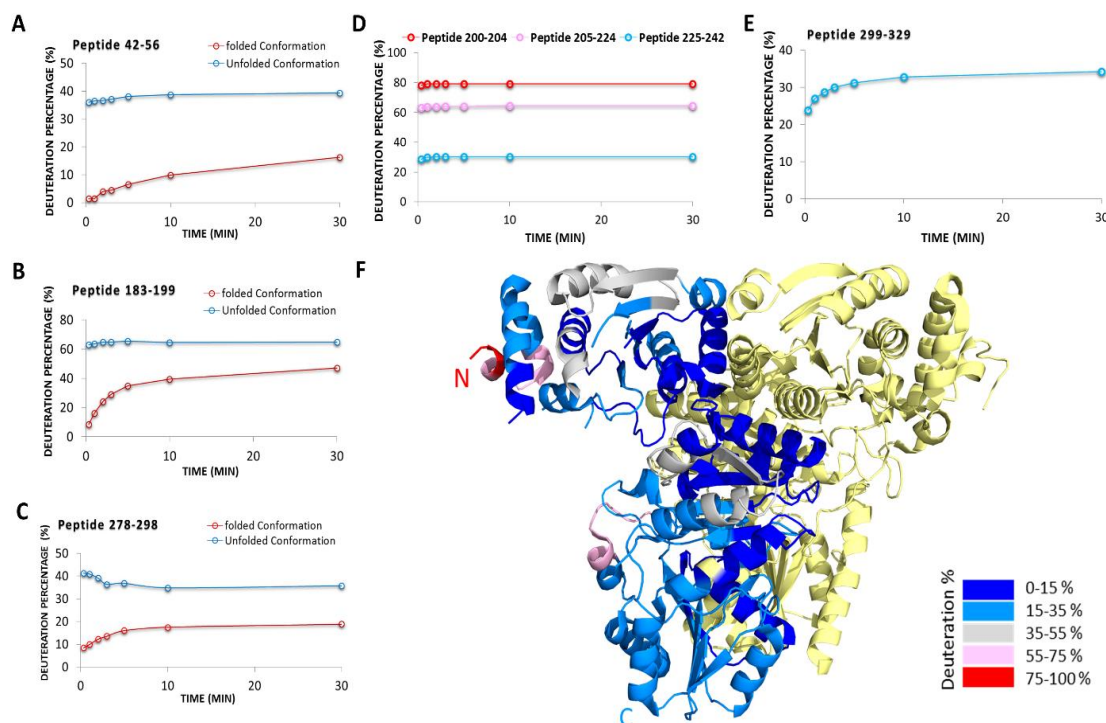 A
Peptide 42-56
folded Conformation
Unfolded Conformation
DEUTERATION PERCENTAGE (%)
50
40
30
20
10
0
0 10 20 30
TIME (MIN)
B
Peptide 183-199
folded Conformation
Unfolded Conformation
DEUTERATION PERCENTAGE (%)
80
60
40
20
0
0 10 20 30
TIME (MIN)
C
Peptide 278-298
folded Conformation
Unfolded Conformation
DEUTERATION PERCENTAGE (%)
50
40
30
20
10
0
0 10 20 30
TIME (MIN)
D
Peptide 200-204 Peptide 205-224 Peptide 225-242
DEUTERATION PERCENTAGE (%)
100
80
60
40
20
0
0 10 20 30
TIME (MIN)
E
Peptide 299-329
DEUTERATION PERCENTAGE (%)
40
30
20
10
0
0 10 20 30
TIME (MIN)
F
N
C
Deuteration %
0-15 %
15-35 %
35-55 %
55-75 %
75-100 %